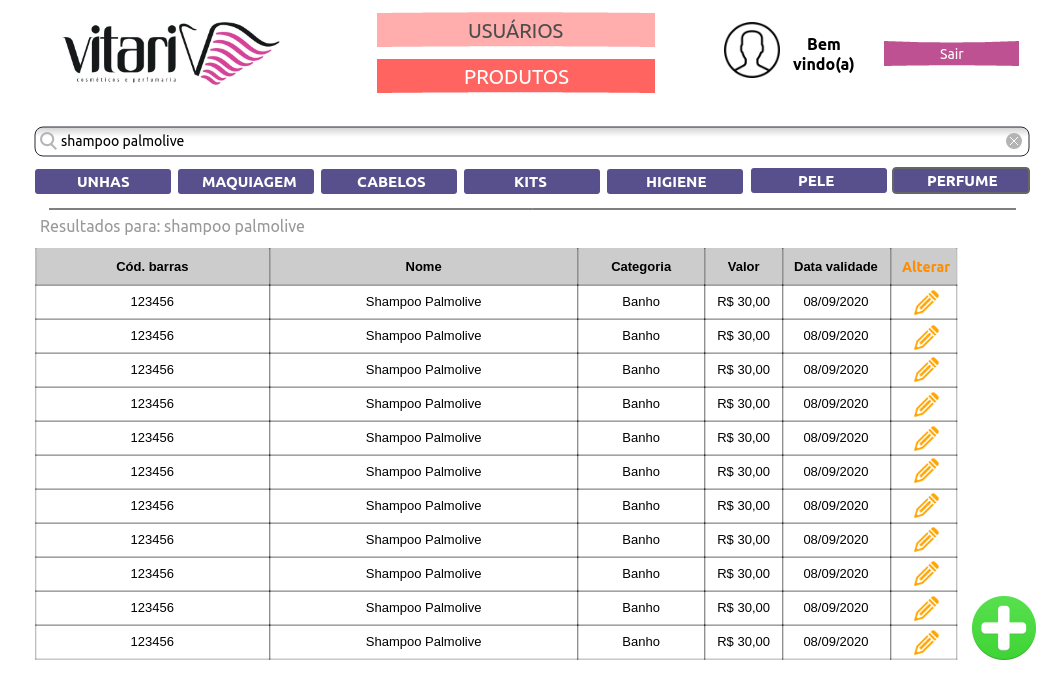 vitari
cosméticos e perfumaria
USUÁRIOS
PRODUTOS
Bem
vindo(a)
Sair
shampoo palmolive
UNHAS MAQUIAGEM CABELOS KITS HIGIENE PELE PERFUME
Resultados para: shampoo palmolive
Cód. barras Nome Categoria Valor Data validade Alterar
123456 Shampoo Palmolive Banho R$ 30,00 08/09/2020
123456 Shampoo Palmolive Banho R$ 30,00 08/09/2020
123456 Shampoo Palmolive Banho R$ 30,00 08/09/2020
123456 Shampoo Palmolive Banho R$ 30,00 08/09/2020
123456 Shampoo Palmolive Banho R$ 30,00 08/09/2020
123456 Shampoo Palmolive Banho R$ 30,00 08/09/2020
123456 Shampoo Palmolive Banho R$ 30,00 08/09/2020
123456 Shampoo Palmolive Banho R$ 30,00 08/09/2020
123456 Shampoo Palmolive Banho R$ 30,00 08/09/2020
123456 Shampoo Palmolive Banho R$ 30,00 08/09/2020
123456 Shampoo Palmolive Banho R$ 30,00 08/09/2020